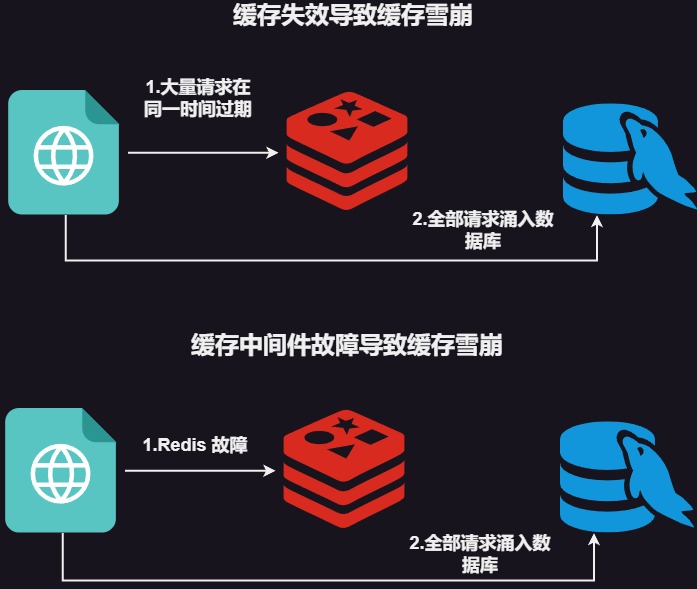 缓存失效导致缓存雪崩
1.大量请求在
同一时间过期
2.全部请求涌入数
据库
缓存中间件故障导致缓存雪崩
1.Redis 故障
2.全部请求涌入数
据库